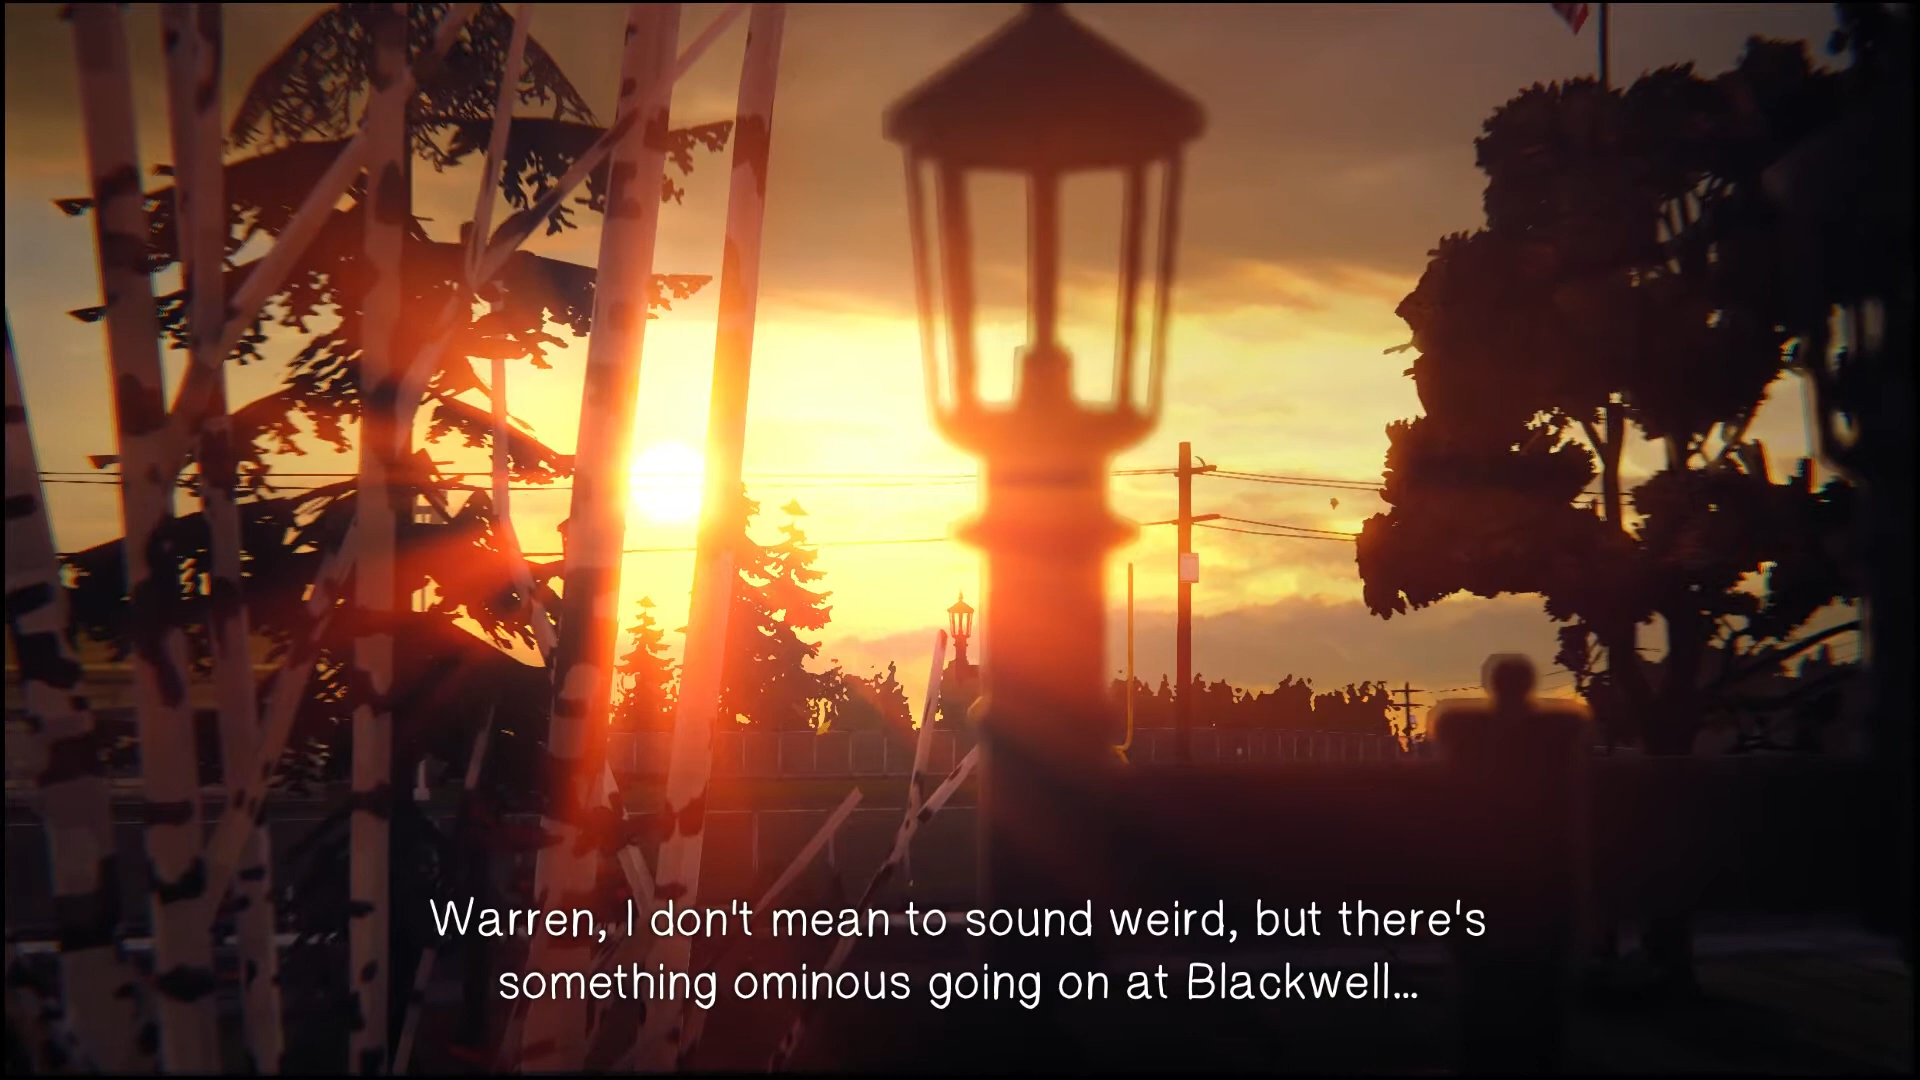 Warren, I don't mean to sound weird, but there's
something ominous going on at Blackwell...